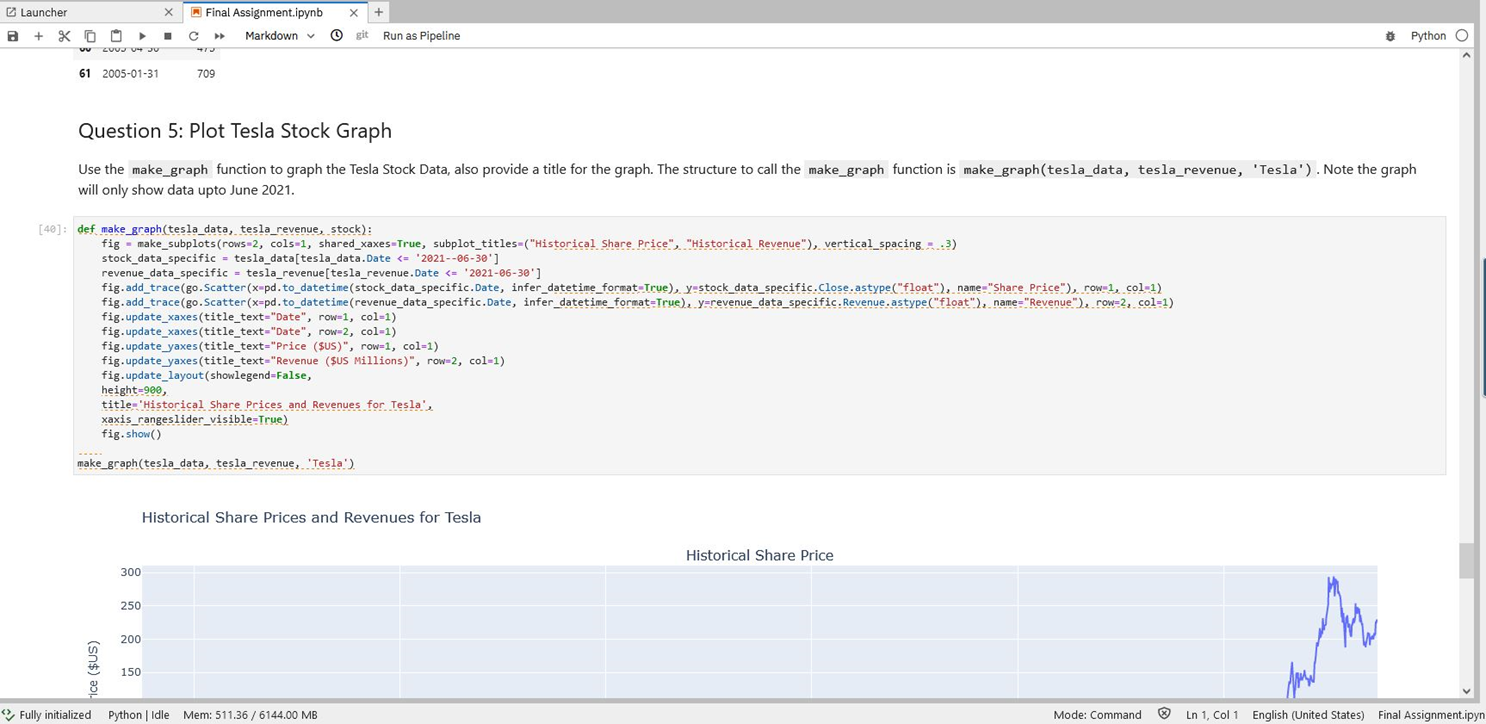 Launcher
Final Assignment.ipynb
Markdown
git
Run as Pipeline
Python
61 2005-01-31 709
Question 5: Plot Tesla Stock Graph
Use the make_graph function to graph the Tesla Stock Data, also provide a title for the graph. The structure to call the make_graph function is make_graph(tesla_data, tesla_revenue, 'Tesla') . Note the graph
will only show data upto June 2021.
[40]:
def make_graph(tesla_data, tesla_revenue, stock):
    fig = make_subplots(rows=2, cols=1, shared_xaxes=True, subplot_titles=("Historical Share Price", "Historical Revenue"), vertical_spacing = .3)
    stock_data_specific = tesla_data[tesla_data.Date <= '2021--06-30']
    revenue_data_specific = tesla_revenue[tesla_revenue.Date <= '2021-06-30']
    fig.add_trace(go.Scatter(x=pd.to_datetime(stock_data_specific.Date, infer_datetime_format=True), y=stock_data_specific.Close.astype("float"), name="Share Price"), row=1, col=1)
    fig.add_trace(go.Scatter(x=pd.to_datetime(revenue_data_specific.Date, infer_datetime_format=True), y=revenue_data_specific.Revenue.astype("float"), name="Revenue"), row=2, col=1)
    fig.update_xaxes(title_text="Date", row=1, col=1)
    fig.update_xaxes(title_text="Date", row=2, col=1)
    fig.update_yaxes(title_text="Price ($US)", row=1, col=1)
    fig.update_yaxes(title_text="Revenue ($US Millions)", row=2, col=1)
    fig.update_layout(showlegend=False,
    height=900,
    title='Historical Share Prices and Revenues for Tesla',
    xaxis_rangeslider_visible=True)
    fig.show()
make_graph(tesla_data, tesla_revenue, 'Tesla')
Historical Share Prices and Revenues for Tesla
Historical Share Price
300
250
200
150
rice ($US)
Fully initialized
Python | Idle
Mem: 511.36 / 6144.00 MB
Mode: Command
Ln 1, Col 1
English (United States)
Final Assignment.ipyn